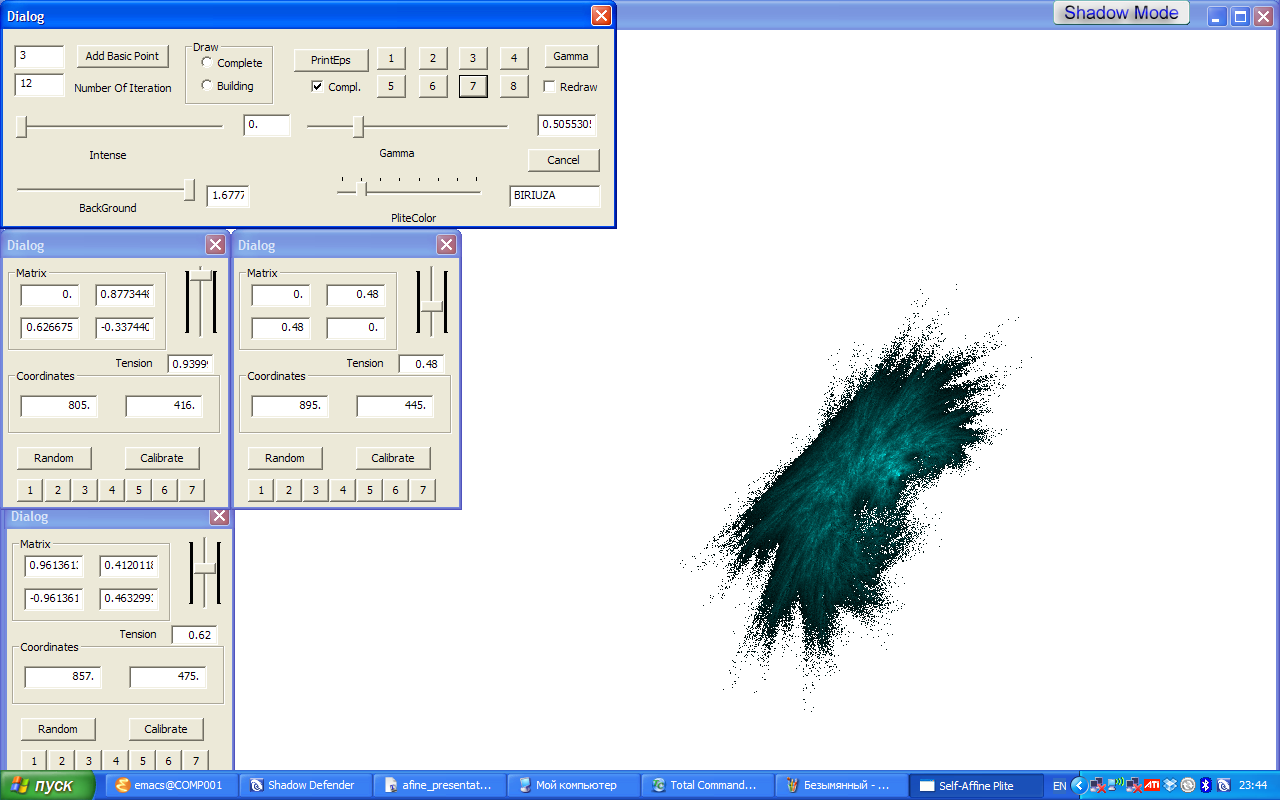 Dialog
Shadow Mode
3
Add Basic Point
Draw
Complete
Building
PrintEps
1 2 3 4
Gamma
12
Number Of Iteration
Compl.
5 6 7 8
Redraw
0.
0.505530
Intense
Gamma
Cancel
1.6777
BIRIUZA
BackGround
PliteColor
Dialog
Matrix
0. 0.877344
0.626675 -0.337440
Tension 0.9399
Coordinates
805. 416.
Random Calibrate
1 2 3 4 5 6 7
Dialog
Matrix
0. 0.48
0.48 0.
Tension 0.48
Coordinates
895. 445.
Random Calibrate
1 2 3 4 5 6 7
Dialog
Matrix
0.961361 0.412011
-0.961361 0.463299
Tension 0.62
Coordinates
857. 475.
Random Calibrate
1 2 3 4 5 6 7
пуск
emacs@COMP001
Shadow Defender
afine_presentat...
Мой компьютер
Total Command...
Безымянный - ...
Self-Affine Plite
EN
ATI
23:44